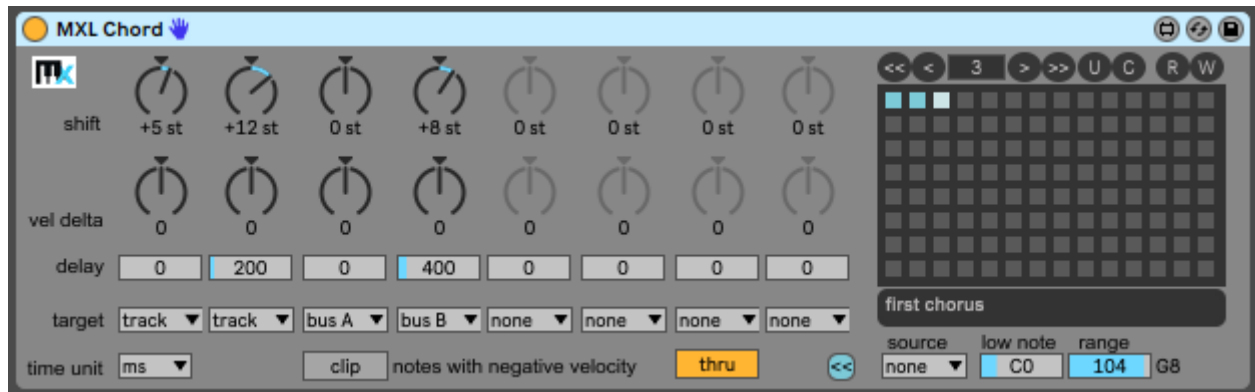 MXL Chord
mx
<< < 3 > >> U C R W
shift +5 st +12 st 0 st +8 st 0 st 0 st 0 st 0 st
vel delta 0 0 0 0 0 0 0 0
delay 0 200 0 400 0 0 0 0
first chorus
target track track bus A bus B none none none none
source low note range
time unit ms clip notes with negative velocity thru << none C0 104 G8